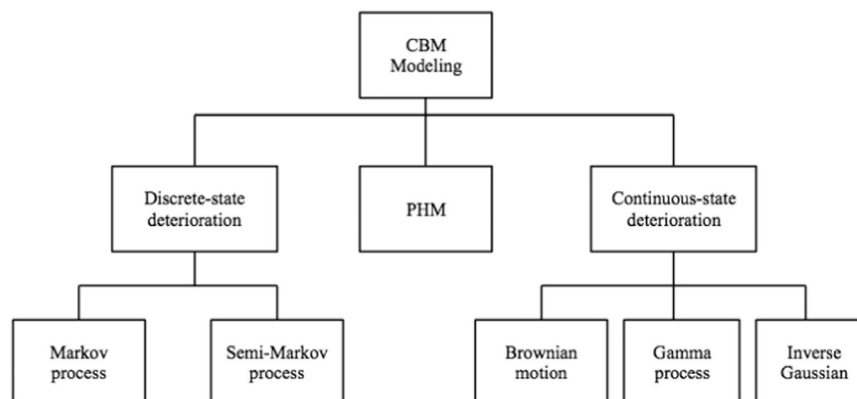 CBM
Modeling
Discrete-state
deterioration
PHM
Continuous-state
deterioration
Markov
process
Semi-Markov
process
Brownian
motion
Gamma
process
Inverse
Gaussian